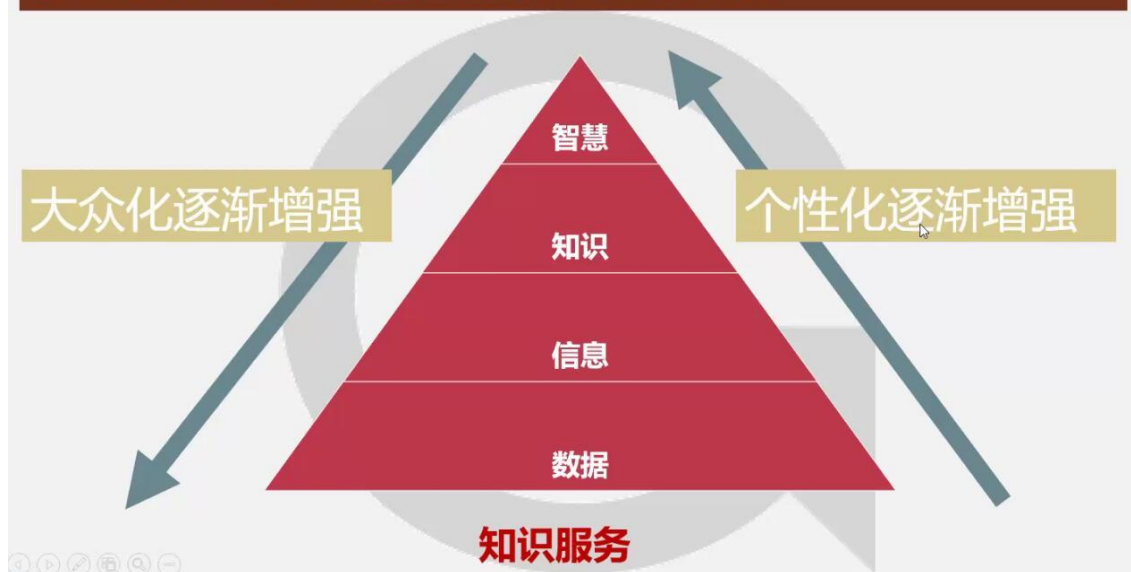 智慧
大众化逐渐增强
个性化逐渐增强
知识
信息
数据
知识服务